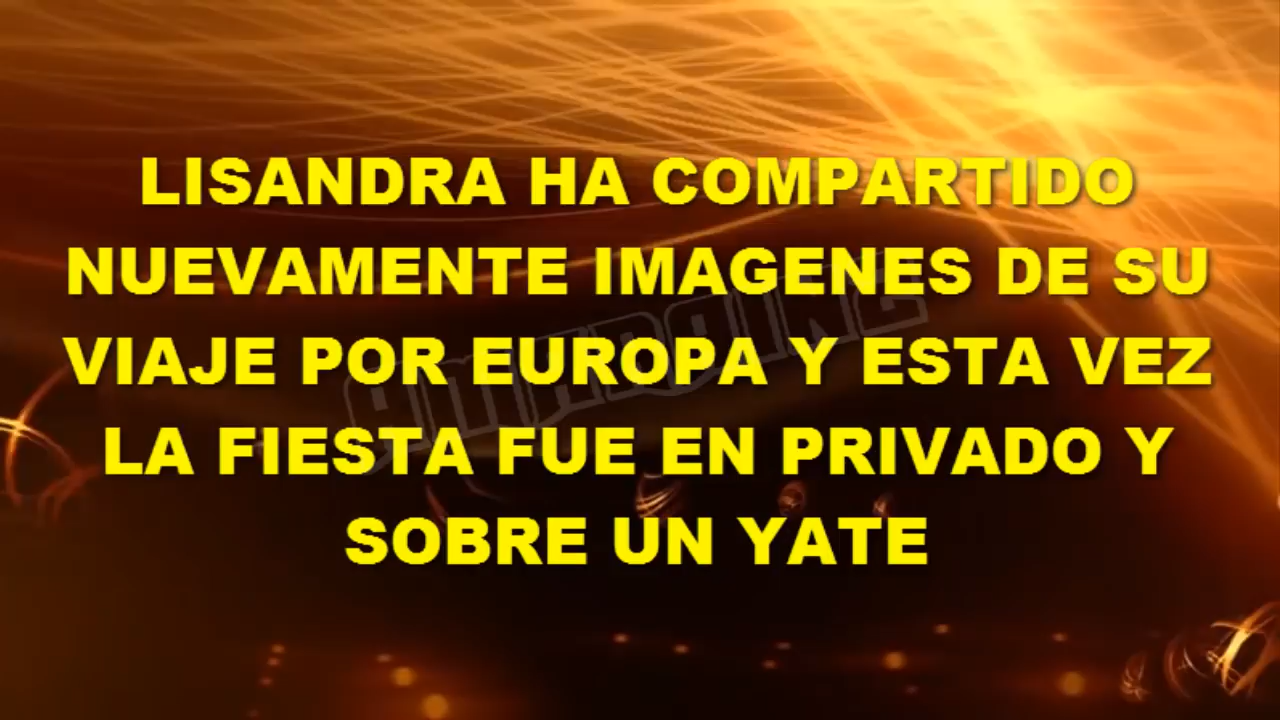 LISANDRA HA COMPARTIDO
NUEVAMENTE IMAGENES DE SU
VIAJE POR EUROPA Y ESTA VEZ
LA FIESTA FUE EN PRIVADO Y
SOBRE UN YATE